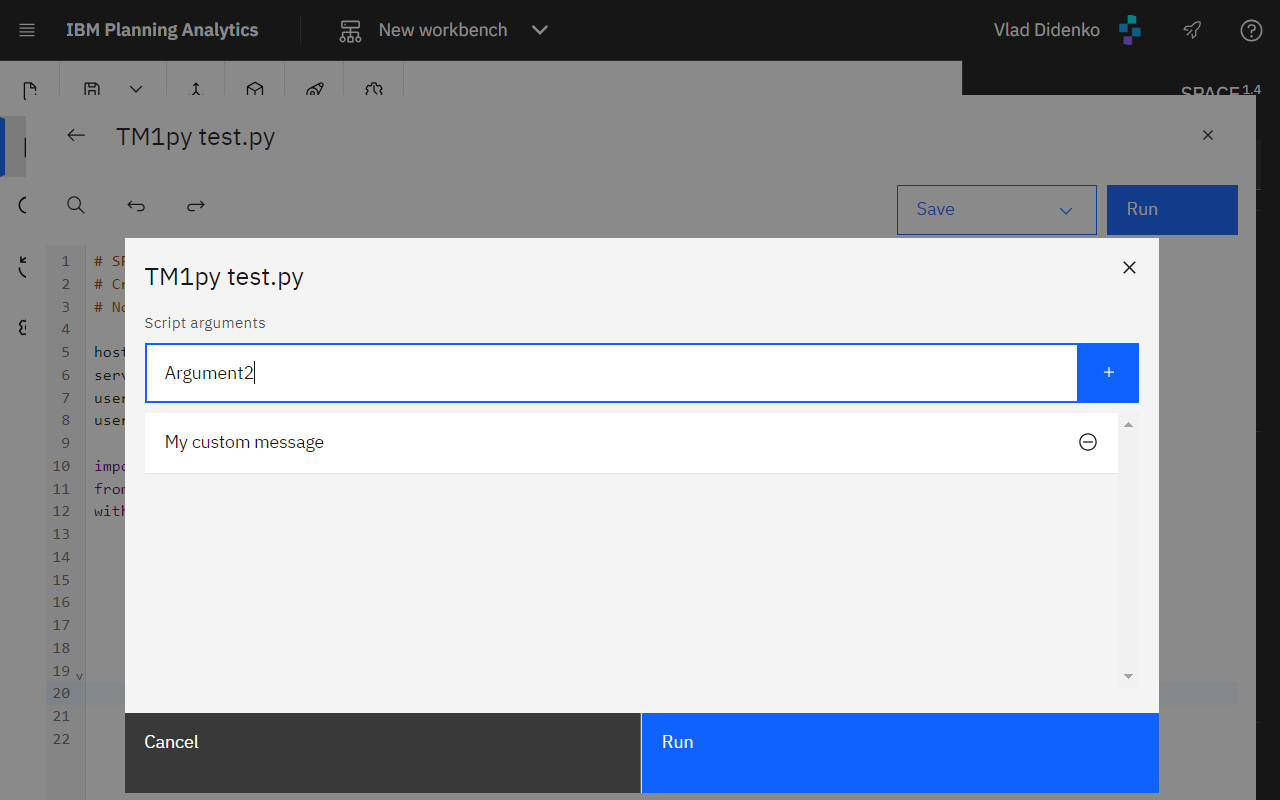 IBM Planning Analytics
New workbench
Vlad Didenko
SPACE 1.4
TM1py test.py
Save
Run
1 # SP
2 # Cr
3 # No
4
5 host
6 serv
7 user
8 user
9
10 impo
11 from
12 with
13
14
15
16
17
18
19
20
21
22
TM1py test.py
Script arguments
Argument2
+
My custom message
Cancel
Run